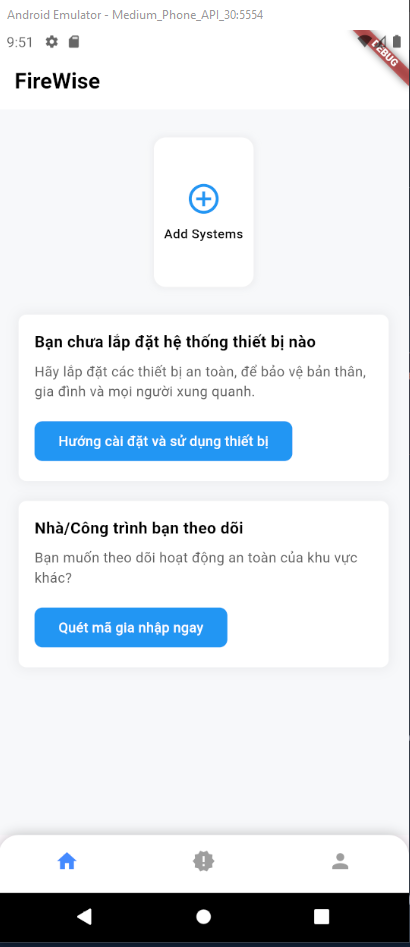 Android Emulator - Medium_Phone_API_30:5554
9:51
DEBUG
FireWise
Add Systems
Bạn chưa lắp đặt hệ thống thiết bị nào
Hãy lắp đặt các thiết bị an toàn, để bảo vệ bản thân,
gia đình và mọi người xung quanh.
Hướng cài đặt và sử dụng thiết bị
Nhà/Công trình bạn theo dõi
Bạn muốn theo dõi hoạt động an toàn của khu vực
khác?
Quét mã gia nhập ngay